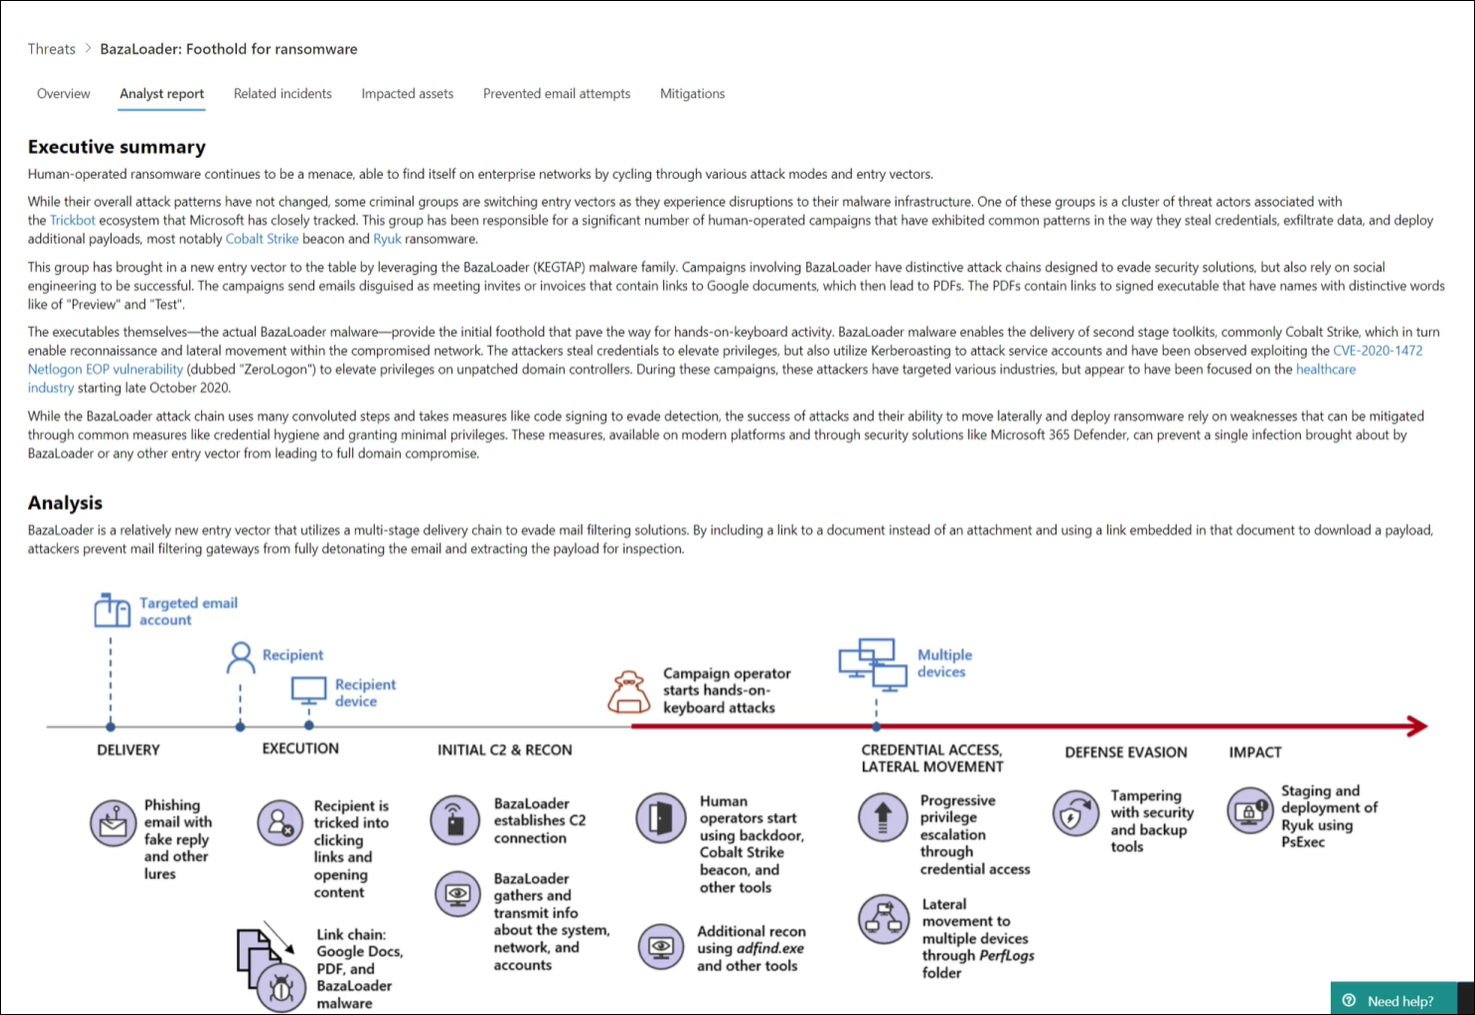 Threats > BazaLoader: Foothold for ransomware
Overview Analyst report Related incidents Impacted assets Prevented email attempts Mitigations
Executive summary
Human-operated ransomware continues to be a menace, able to find itself on enterprise networks by cycling through various attack modes and entry vectors.
While their overall attack patterns have not changed, some criminal groups are switching entry vectors as they experience disruptions to their malware infrastructure. One of these groups is a cluster of threat actors associated with
the Trickbot ecosystem that Microsoft has closely tracked. This group has been responsible for a significant number of human-operated campaigns that have exhibited common patterns in the way they steal credentials, exfiltrate data, and deploy
additional payloads, most notably Cobalt Strike beacon and Ryuk ransomware.
This group has brought in a new entry vector to the table by leveraging the BazaLoader (KEGTAP) malware family. Campaigns involving BazaLoader have distinctive attack chains designed to evade security solutions, but also rely on social
engineering to be successful. The campaigns send emails disguised as meeting invites or invoices that contain links to Google documents, which then lead to PDFs. The PDFs contain links to signed executable that have names with distinctive words
like of "Preview" and "Test".
The executables themselves—the actual BazaLoader malware—provide the initial foothold that pave the way for hands-on-keyboard activity. BazaLoader malware enables the delivery of second stage toolkits, commonly Cobalt Strike, which in turn
enable reconnaissance and lateral movement within the compromised network. The attackers steal credentials to elevate privileges, but also utilize Kerberoasting to attack service accounts and have been observed exploiting the CVE-2020-1472
Netlogon EOP vulnerability (dubbed "ZeroLogon") to elevate privileges on unpatched domain controllers. During these campaigns, these attackers have targeted various industries, but appear to have been focused on the healthcare
industry starting late October 2020.
While the BazaLoader attack chain uses many convoluted steps and takes measures like code signing to evade detection, the success of attacks and their ability to move laterally and deploy ransomware rely on weaknesses that can be mitigated
through common measures like credential hygiene and granting minimal privileges. These measures, available on modern platforms and through security solutions like Microsoft 365 Defender, can prevent a single infection brought about by
BazaLoader or any other entry vector from leading to full domain compromise.
Analysis
BazaLoader is a relatively new entry vector that utilizes a multi-stage delivery chain to evade mail filtering solutions. By including a link to a document instead of an attachment and using a link embedded in that document to download a payload,
attackers prevent mail filtering gateways from fully detonating the email and extracting the payload for inspection.
Targeted email
account
Recipient
Recipient
device
Campaign operator
starts hands-on-
keyboard attacks
Multiple
devices
DELIVERY
Phishing
email with
fake reply
and other
lures
EXECUTION
Recipient is
tricked into
clicking
links and
opening
content
Link chain:
Google Docs,
PDF, and
BazaLoader
malware
INITIAL C2 & RECON
BazaLoader
establishes C2
connection
BazaLoader
gathers and
transmit info
about the system,
network, and
accounts
Human
operators start
using backdoor,
Cobalt Strike
beacon, and
other tools
Additional recon
using adfind.exe
and other tools
CREDENTIAL ACCESS,
LATERAL MOVEMENT
Progressive
privilege
escalation
through
credential access
Lateral
movement to
multiple devices
through PerfLogs
folder
DEFENSE EVASION
Tampering
with security
and backup
tools
IMPACT
Staging and
deployment of
Ryuk using
PsExec
Need help?